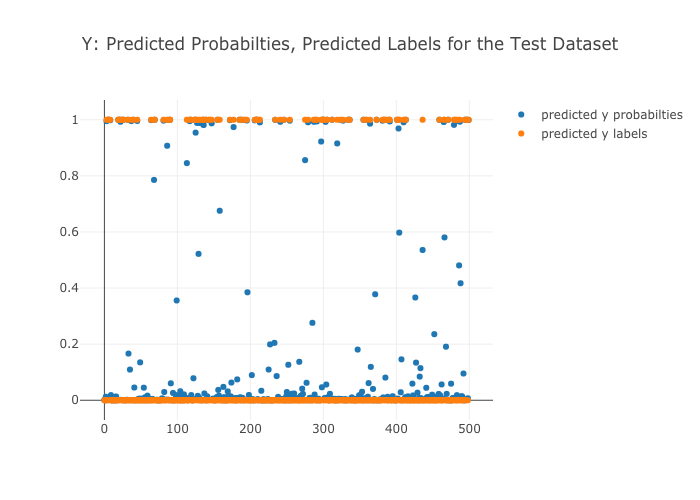 Y: Predicted Probabilties, Predicted Labels for the Test Dataset
predicted y probabilties
predicted y labels
1
0.8
0.6
0.4
0.2
0
0 100 200 300 400 500